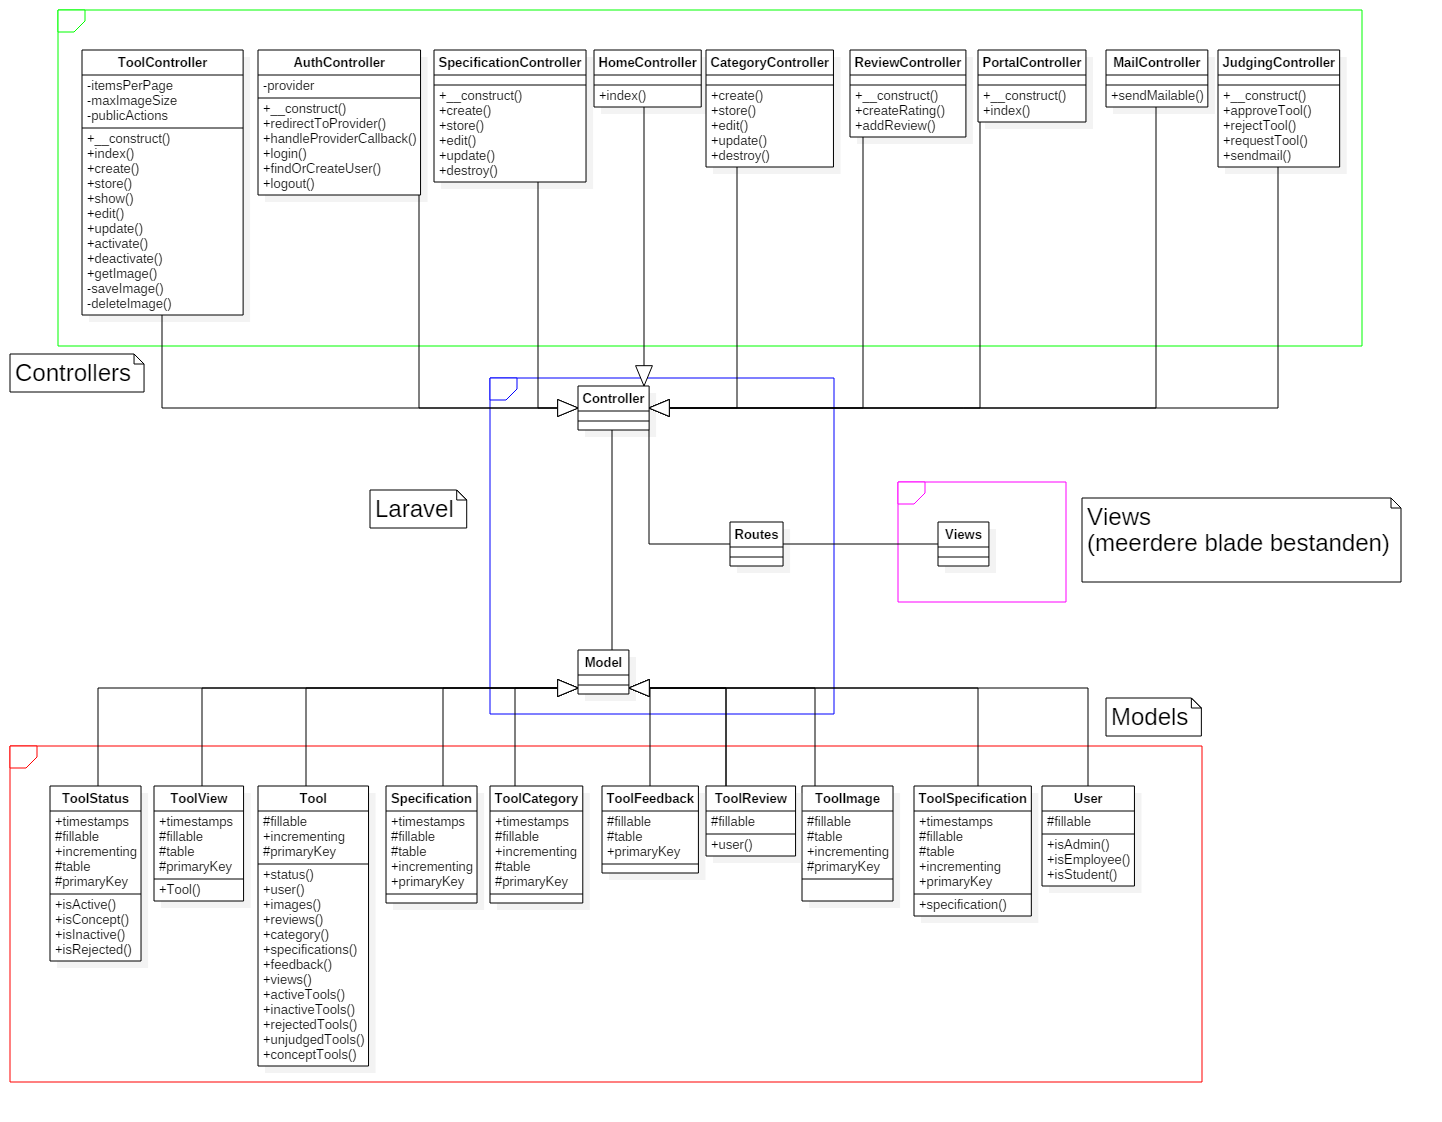 ToolController
-itemsPerPage
-maxImageSize
-publicActions
+__construct()
+index()
+create()
+store()
+show()
+edit()
+update()
+activate()
+deactivate()
+getImage()
-saveImage()
-deleteImage()
AuthController
-provider
+__construct()
+redirectToProvider()
+handleProviderCallback()
+login()
+findOrCreateUser()
+logout()
SpecificationController
+__construct()
+create()
+store()
+edit()
+update()
+destroy()
HomeController
+index()
CategoryController
+create()
+store()
+edit()
+update()
+destroy()
ReviewController
+__construct()
+createRating()
+addReview()
PortalController
+__construct()
+index()
MailController
+sendMailable()
JudgingController
+__construct()
+approveTool()
+rejectTool()
+requestTool()
+sendmail()
Controllers
Controller
Laravel
Routes
Views
Views
(meerdere blade bestanden)
Model
Models
ToolStatus
+timestamps
#fillable
+incrementing
#table
#primaryKey
+isActive()
+isConcept()
+isInactive()
+isRejected()
ToolView
+timestamps
#fillable
#table
#primaryKey
+Tool()
Tool
#fillable
+incrementing
#primaryKey
+status()
+user()
+images()
+reviews()
+category()
+specifications()
+feedback()
+views()
+activeTools()
+inactiveTools()
+rejectedTools()
+unjudgedTools()
+conceptTools()
Specification
+timestamps
#fillable
#table
+incrementing
+primaryKey
ToolCategory
+timestamps
#fillable
+incrementing
#table
#primaryKey
ToolFeedback
#fillable
#table
+primaryKey
ToolReview
#fillable
+user()
ToolImage
#fillable
#table
+incrementing
#primaryKey
ToolSpecification
+timestamps
#fillable
#table
+incrementing
+primaryKey
+specification()
User
#fillable
+isAdmin()
+isEmployee()
+isStudent()